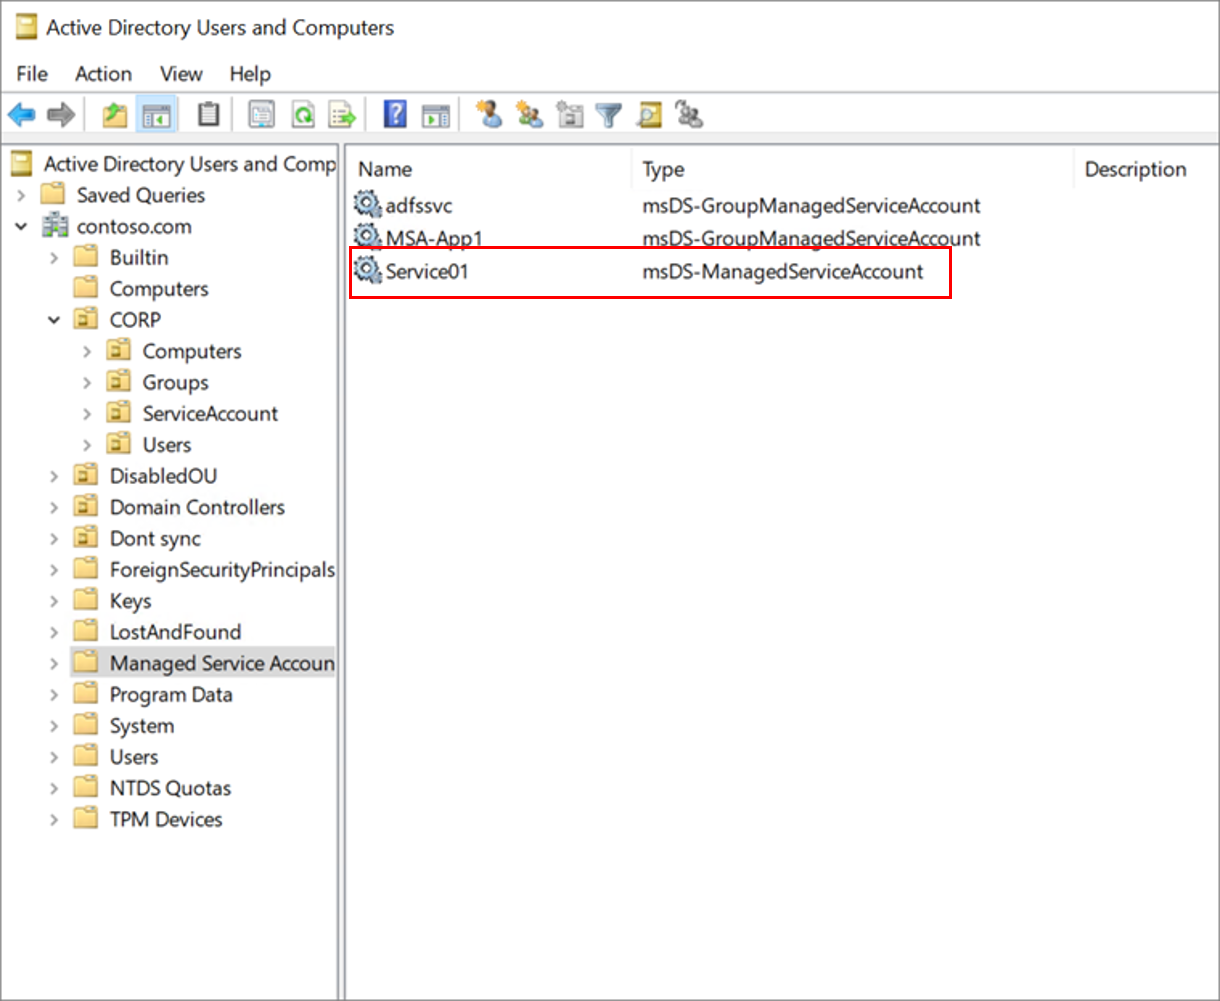 Active Directory Users and Computers
File Action View Help
Active Directory Users and Comp
Saved Queries
contoso.com
Builtin
Computers
CORP
Computers
Groups
ServiceAccount
Users
DisabledOU
Domain Controllers
Dont sync
ForeignSecurityPrincipals
Keys
LostAndFound
Managed Service Accoun
Program Data
System
Users
NTDS Quotas
TPM Devices
Name Type Description
adfssvc msDS-GroupManagedServiceAccount
MSA-App1 msDS-GroupManagedServiceAccount
Service01 msDS-ManagedServiceAccount